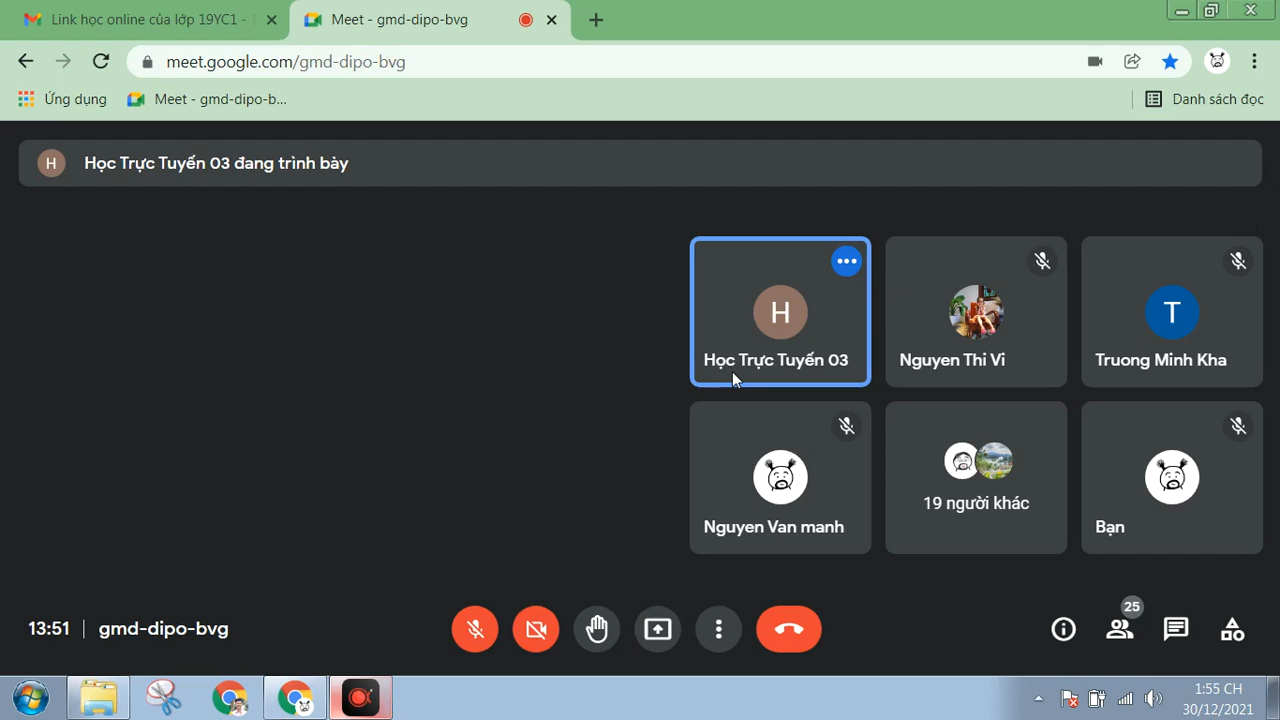 Link học online của lớp 19YC1 -
Meet - gmd-dipo-bvg
meet.google.com/gmd-dipo-bvg
Ứng dụng
Meet - gmd-dipo-b...
Danh sách đọc
H
Học Trực Tuyến 03 đang trình bày
H
Học Trực Tuyến 03
Nguyen Thi Vi
T
Truong Minh Kha
Nguyen Van manh
19 người khác
Bạn
13:51
gmd-dipo-bvg
25
1:55 CH
30/12/2021